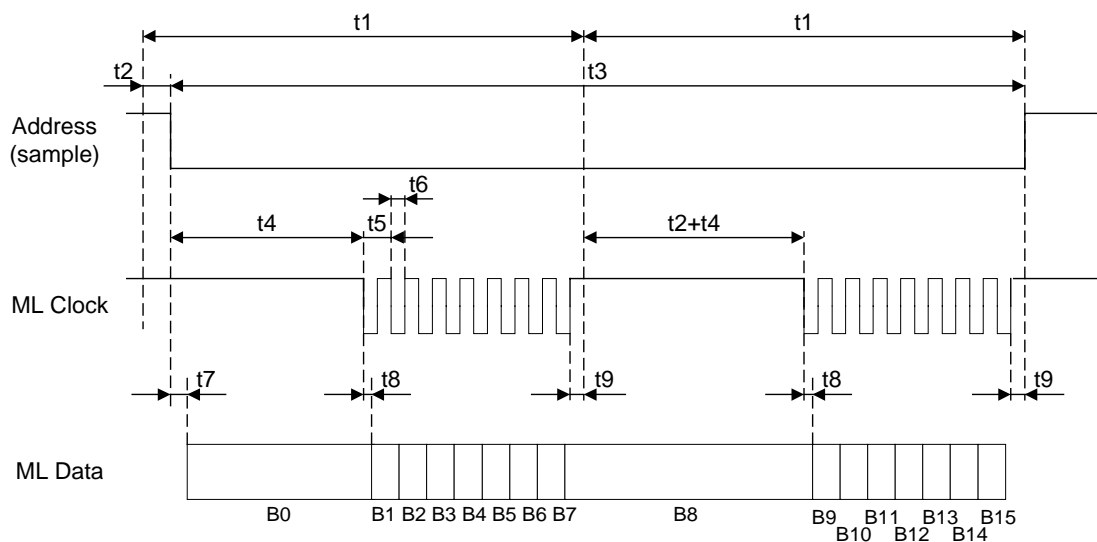 t1 t1
t2 t3
Address
(sample)
t6
t4 t5 t2+t4
ML Clock
t7 t8 t9 t8 t9
ML Data
B0 B1 B2 B3 B4 B5 B6 B7 B8 B9 B11 B13 B15
B10 B12 B14